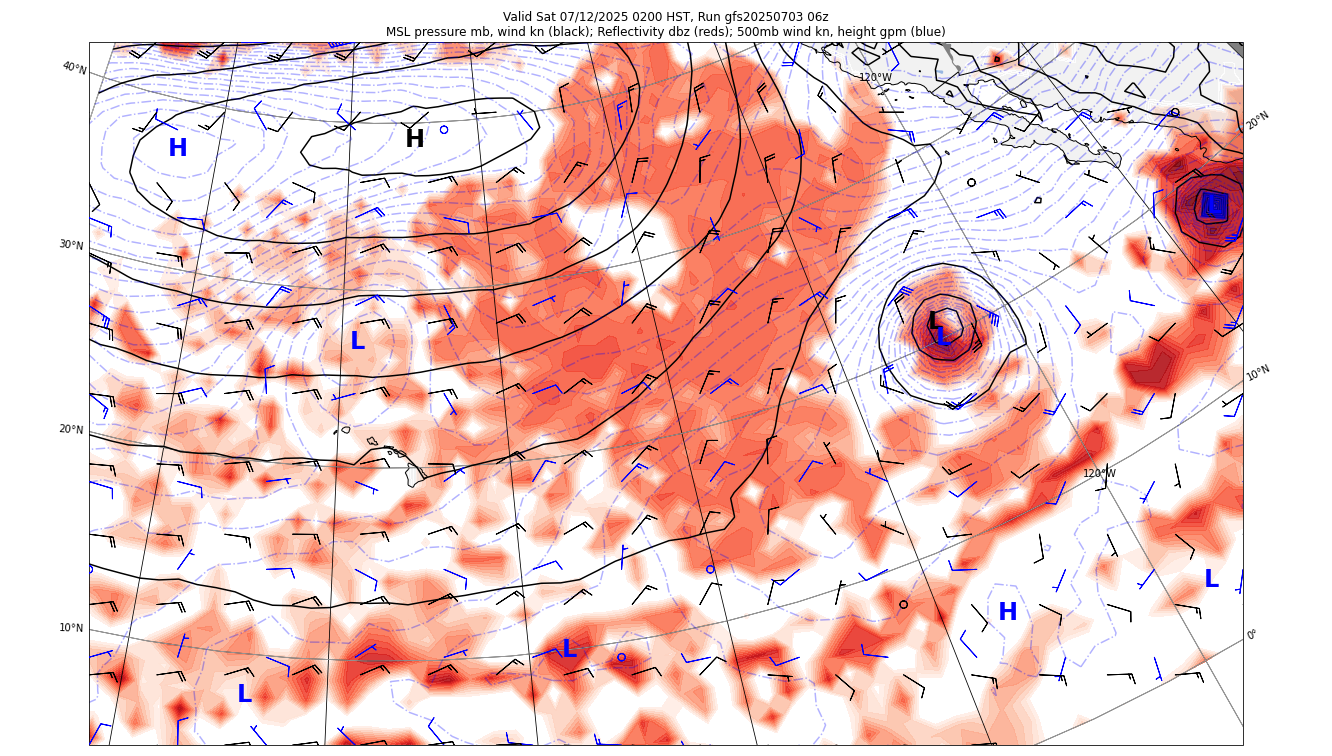 Valid Sat 07/12/2025 0200 HST, Run gfs20250703 06z
MSL pressure mb, wind kn (black); Reflectivity dbz (reds); 500mb wind kn, height gpm (blue)
40°N
120°W
20°N
H
H
30°N
L
L
L
10°N
20°N
120°W
L
H
10°N
0°
L
L